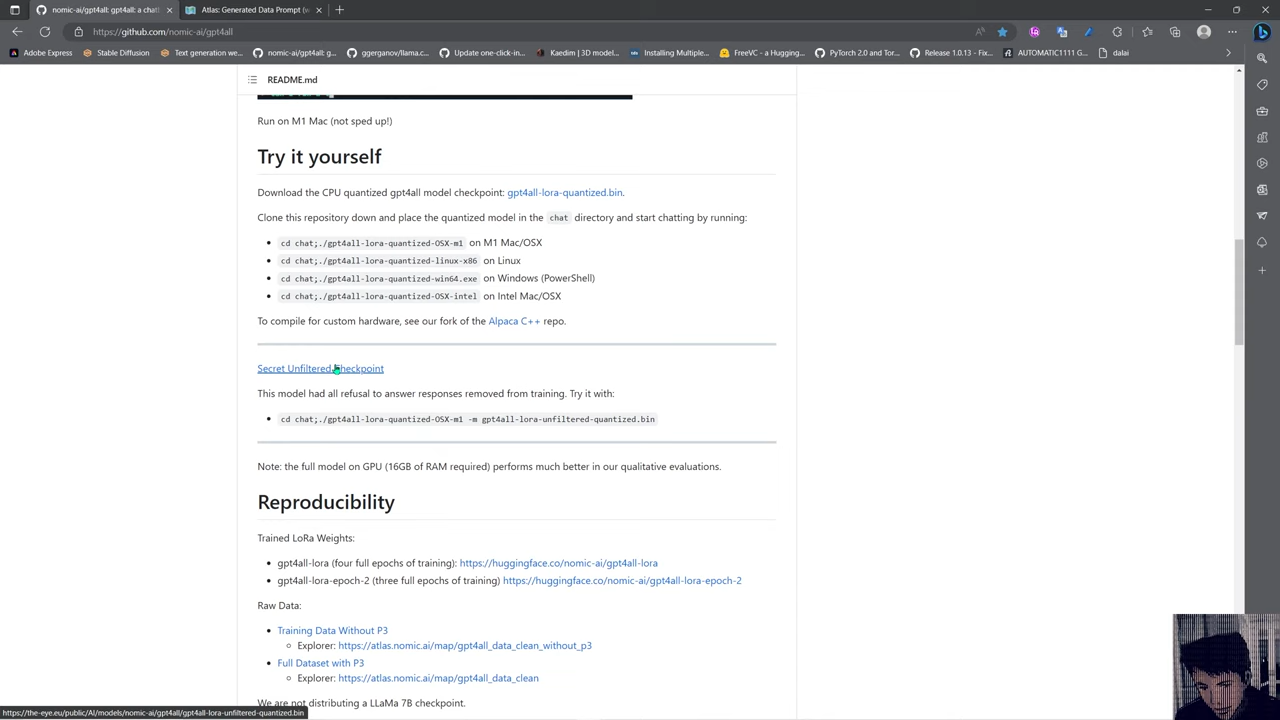 nomic-ai/gpt4all: gpt4all: a chat
Atlas: Generated Data Prompt (w
https://github.com/nomic-ai/gpt4all
Adobe Express
Stable Diffusion
Text generation we...
nomic-ai/gpt4all: g...
ggerganov/llama.c...
Update one-click-in...
Kaedim | 3D model...
Installing Multiple...
FreeVC - a Hugging...
PyTorch 2.0 and Tor...
Release 1.0.13 - Fix...
AUTOMATIC1111 G...
dalai
README.md
Run on M1 Mac (not sped up!)
Try it yourself
Download the CPU quantized gpt4all model checkpoint: gpt4all-lora-quantized.bin.
Clone this repository down and place the quantized model in the chat directory and start chatting by running:
cd chat;./gpt4all-lora-quantized-OSX-m1 on M1 Mac/OSX
cd chat;./gpt4all-lora-quantized-linux-x86 on Linux
cd chat;./gpt4all-lora-quantized-win64.exe on Windows (PowerShell)
cd chat;./gpt4all-lora-quantized-OSX-intel on Intel Mac/OSX
To compile for custom hardware, see our fork of the Alpaca C++ repo.
Secret Unfiltered Checkpoint
This model had all refusal to answer responses removed from training. Try it with:
cd chat;./gpt4all-lora-quantized-OSX-m1 -m gpt4all-lora-unfiltered-quantized.bin
Note: the full model on GPU (16GB of RAM required) performs much better in our qualitative evaluations.
Reproducibility
Trained LoRa Weights:
gpt4all-lora (four full epochs of training): https://huggingface.co/nomic-ai/gpt4all-lora
gpt4all-lora-epoch-2 (three full epochs of training) https://huggingface.co/nomic-ai/gpt4all-lora-epoch-2
Raw Data:
Training Data Without P3
Explorer: https://atlas.nomic.ai/map/gpt4all_data_clean_without_p3
Full Dataset with P3
Explorer: https://atlas.nomic.ai/map/gpt4all_data_clean
We are not distributing a LLaMa 7B checkpoint.
https://the-eye.eu/public/AI/models/nomic-ai/gpt4all/gpt4all-lora-unfiltered-quantized.bin